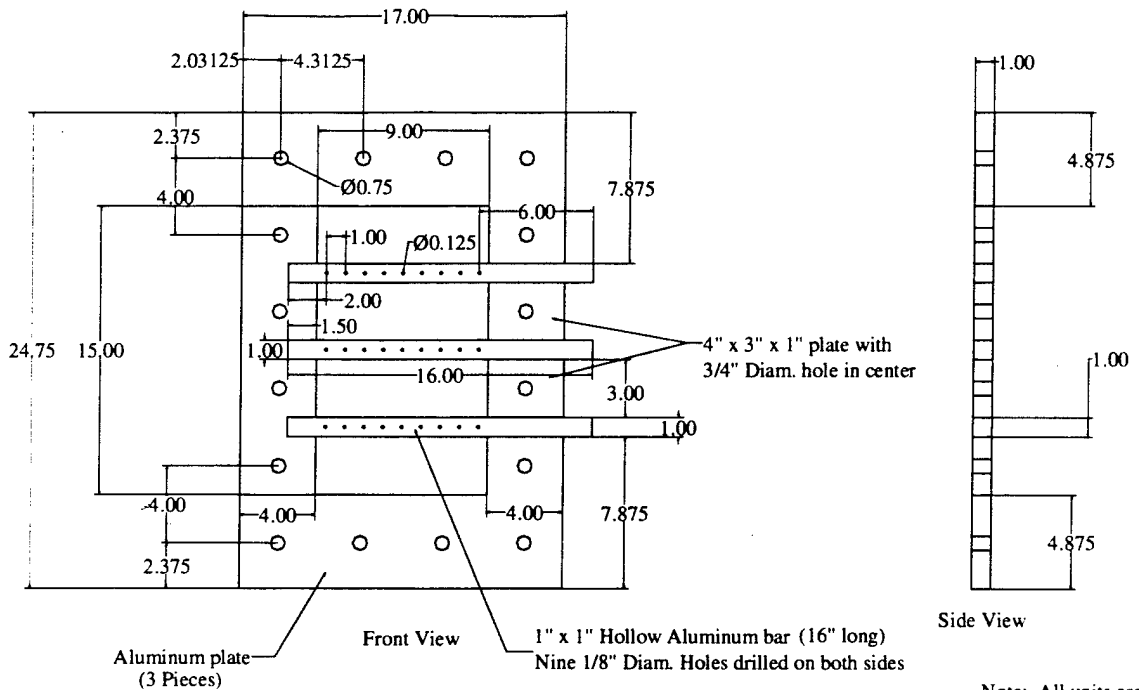 17.00
2.03125
4.3125
1.00
2.375
9.00
4.875
Ø0.75
7.875
4.00
6.00
1.00
Ø0.125
2.00
1.50
24.75
15.00
1.00
4" x 3" x 1" plate with
3/4" Diam. hole in center
16.00
3.00
1.00
1.00
4.00
4.00
4.00
7.875
2.375
4.875
Side View
Front View
Aluminum plate
(3 Pieces)
1" x 1" Hollow Aluminum bar (16" long)
Nine 1/8" Diam. Holes drilled on both sides
Note: All units are